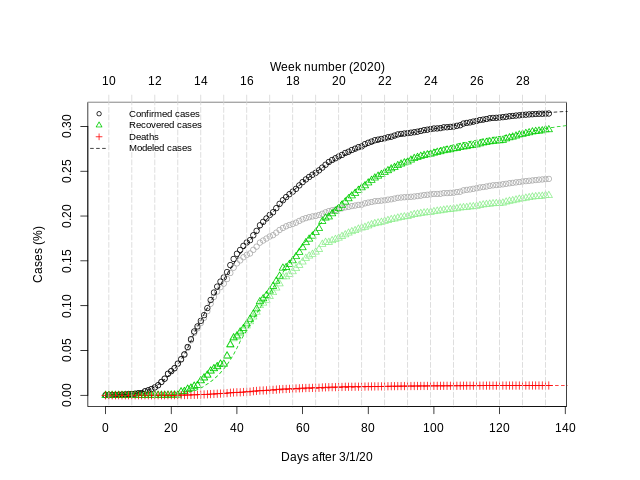 Week number (2020)
10 12 14 16 18 20 22 24 26 28
Confirmed cases
Recovered cases
Deaths
Modeled cases
0.30
0.25
0.20
0.15
0.10
0.05
0.00
Cases (%)
0 20 40 60 80 100 120 140
Days after 3/1/20